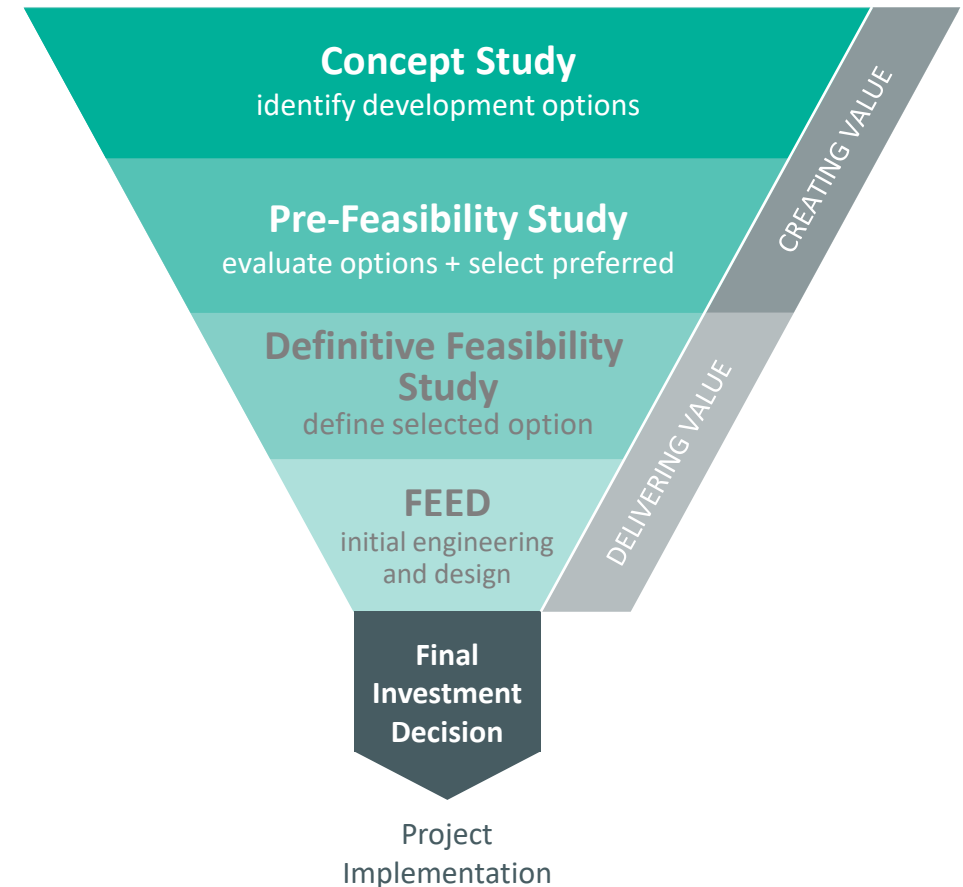 Concept Study
identify development options
CREATING VALUE
Pre-Feasibility Study
evaluate options + select preferred
Definitive Feasibility
Study
define selected option
DELIVERING VALUE
FEED
initial engineering
and design
Final
Investment
Decision
Project
Implementation